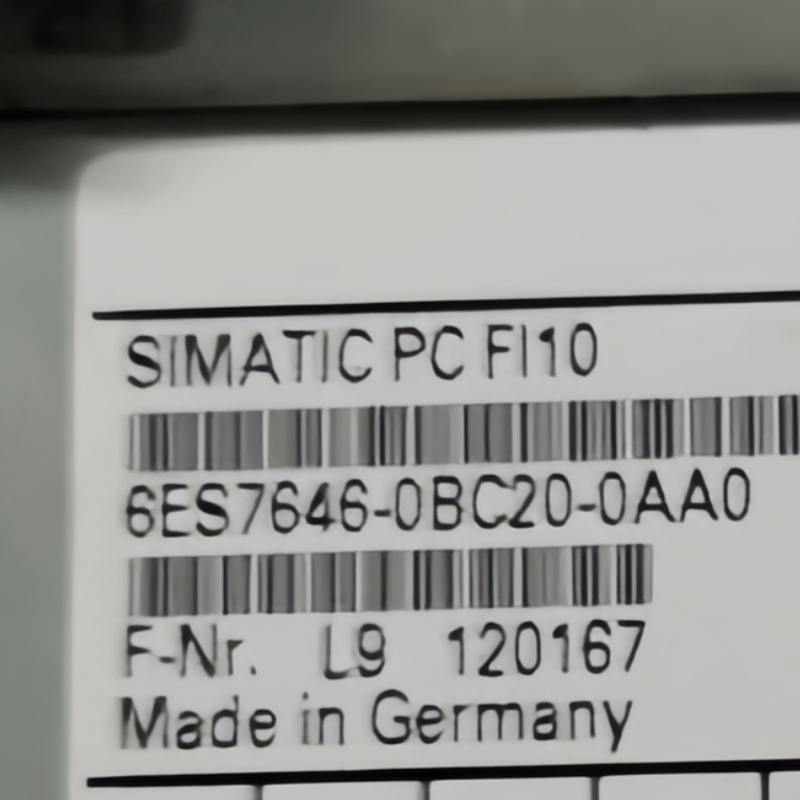 SIMATIC PC FI10
6ES7646-0BC20-0AA0
F-Nr. L9 120167
Made in Germany